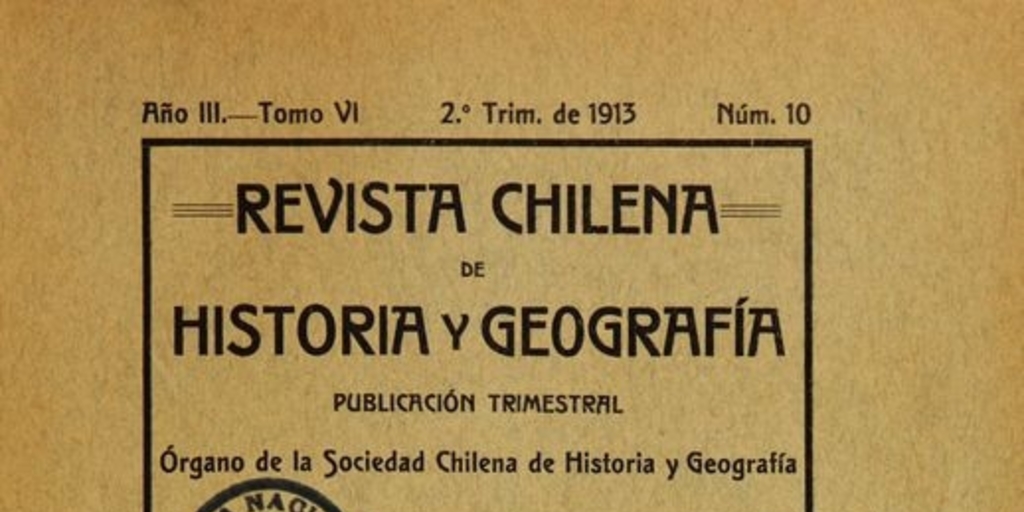 Año III.—Tomo VI 2.º Trim. de 1913 Núm. 10
REVISTA CHILENA
DE
HISTORIA Y GEOGRAFÍA
PUBLICACIÓN TRIMESTRAL
Órgano de la Sociedad Chilena de Historia y Geografía